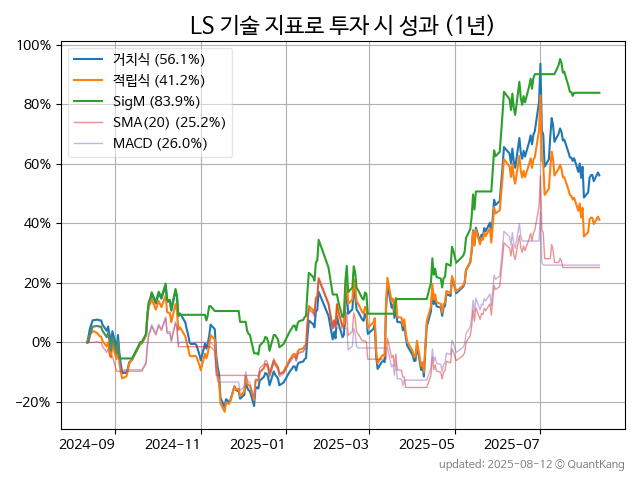 LS 기술 지표로 투자 시 성과 (1년)
거치식 (56.1%)
적립식 (41.2%)
SigM (83.9%)
SMA(20) (25.2%)
MACD (26.0%)
100%
80%
60%
40%
20%
0%
−20%
2024-09 2024-11 2025-01 2025-03 2025-05 2025-07
updated: 2025-08-12 © QuantKang